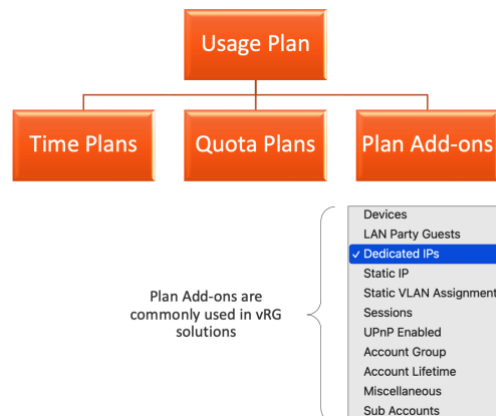 Usage Plan
Time Plans
Quota Plans
Plan Add-ons
Plan Add-ons are
commonly used in vRG
solutions
Devices
LAN Party Guests
✓ Dedicated IPs
Static IP
Static VLAN Assignment
Sessions
UPnP Enabled
Account Group
Account Lifetime
Miscellaneous
Sub Accounts